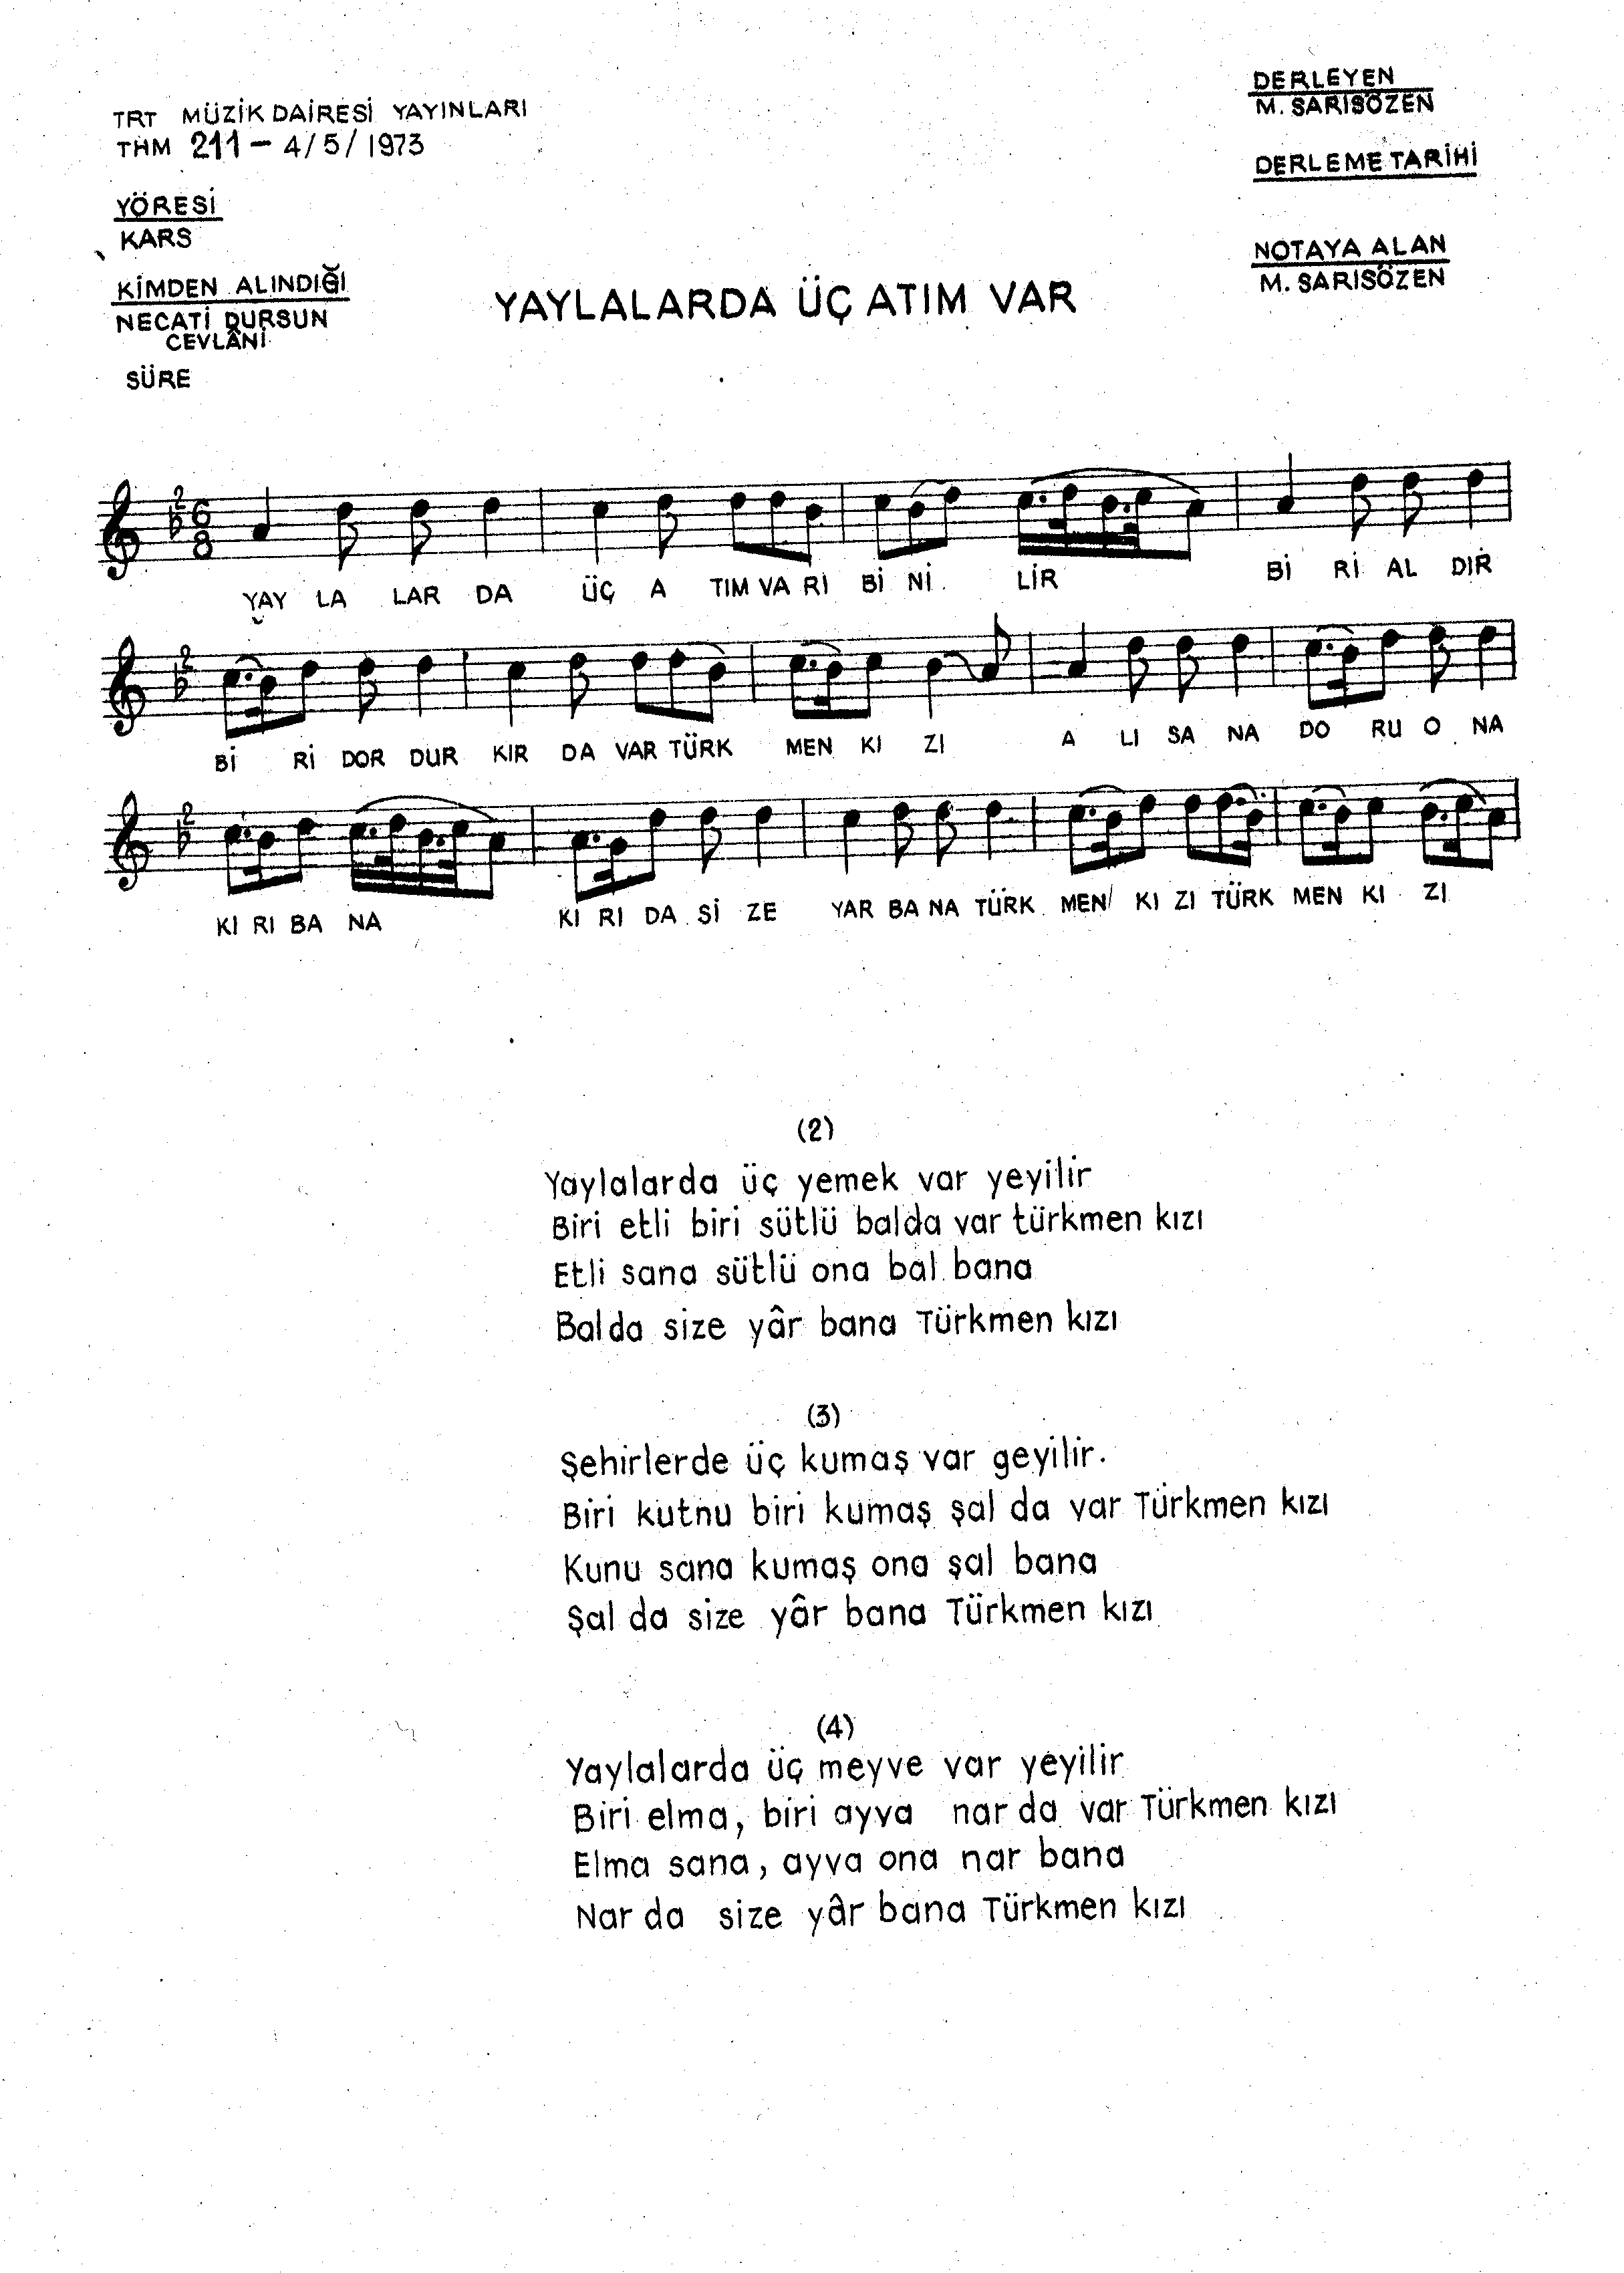 TRT MÜZİK DAİRESİ YAYINLARI
THM 211 - 4/5/1973
YÖRESİ
KARS
KİMDEN ALINDIĞI
NECATİ DURSUN
CEVLÂNİ
SÜRE
DERLEYEN
M. SARISÖZEN
DERLEME TARİHİ
NOTAYA ALAN
M. SARISÖZEN
YAYLALARDA ÜÇ ATIM VAR
2 6 8
YAY LA LAR DA ÜÇ A TIM VA RI Bİ Nİ LİR Bİ Rİ AL DIR
2
Bİ Rİ DOR DUR KIR DA VAR TÜRK MEN KI ZI A LI SA NA DO RU O NA
2
KI RI BA NA KI RI DA Sİ ZE YAR BA NA TÜRK MEN KI ZI TÜRK MEN KI ZI
(2)
Yaylalarda üç yemek var yeyilir
Biri etli biri sütlü balda var türkmen kızı
Etli sana sütlü ona bal bana
Balda size yâr bana Türkmen kızı
(3)
Şehirlerde üç kumaş var geyilir.
Biri kutnu biri kumaş şal da var Türkmen kızı
Kunu sana kumaş ona şal bana
Şal da size yâr bana Türkmen kızı
(4)
Yaylalarda üç meyve var yeyilir
Biri elma, biri ayva nar da var Türkmen kızı
Elma sana, ayva ona nar bana
Nar da size yâr bana Türkmen kızı